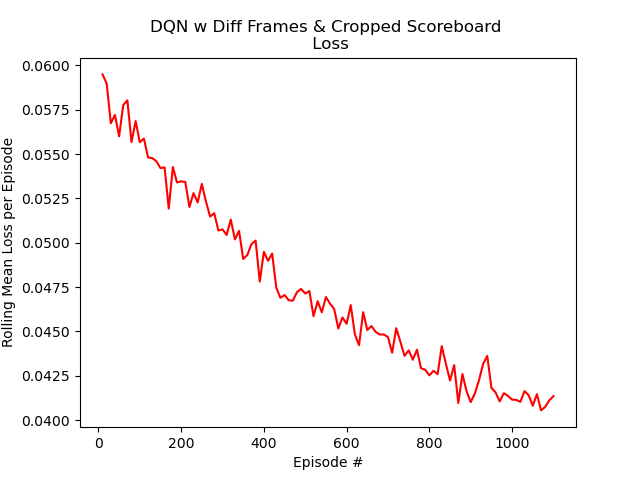 DQN w Diff Frames & Cropped Scoreboard
Loss
0.0600
0.0575
0.0550
0.0525
0.0500
0.0475
0.0450
0.0425
0.0400
Rolling Mean Loss per Episode
0 200 400 600 800 1000
Episode #